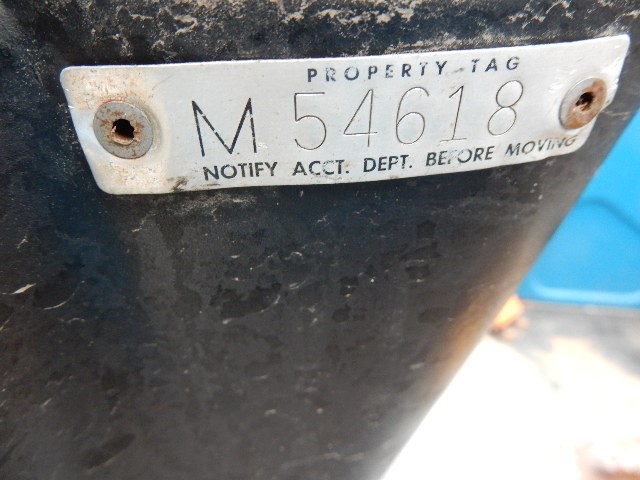 PROPERTY TAG
M 54618
NOTIFY ACCT. DEPT. BEFORE MOVING